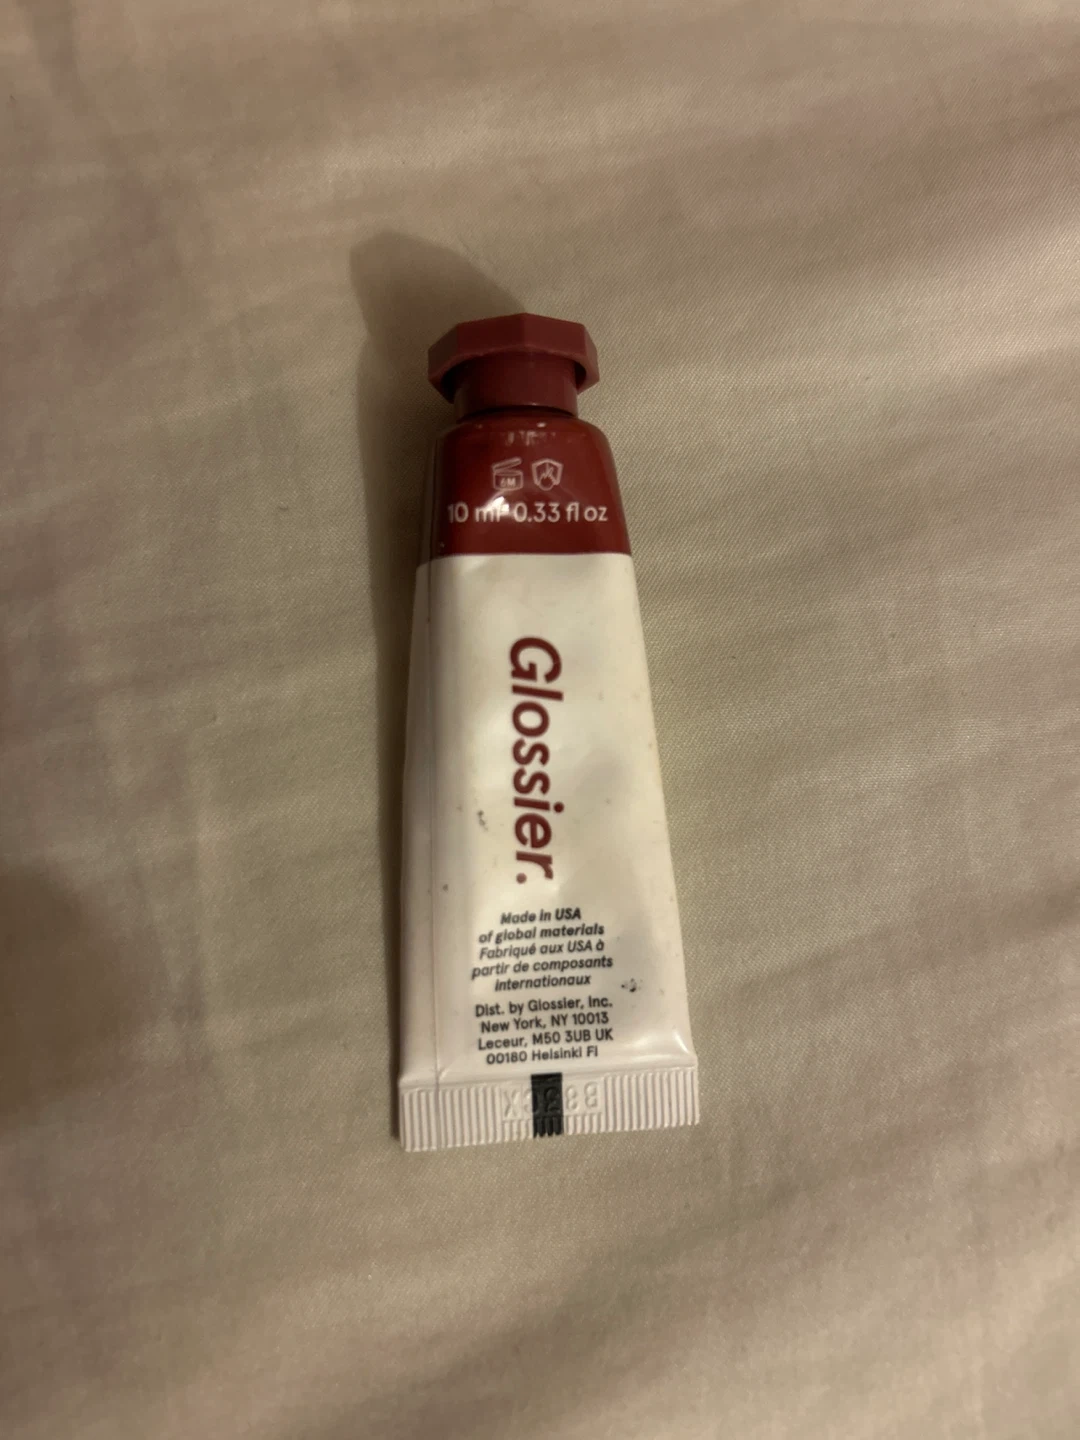 6M
10 ml 0.33 fl oz
Glossier.
Made in USA
of global materials
Fabriqué aux USA à
partir de composants
internationaux
Dist. by Glossier, Inc.
New York, NY 10013
Leceur, M50 3UB UK
00180 Helsinki FI